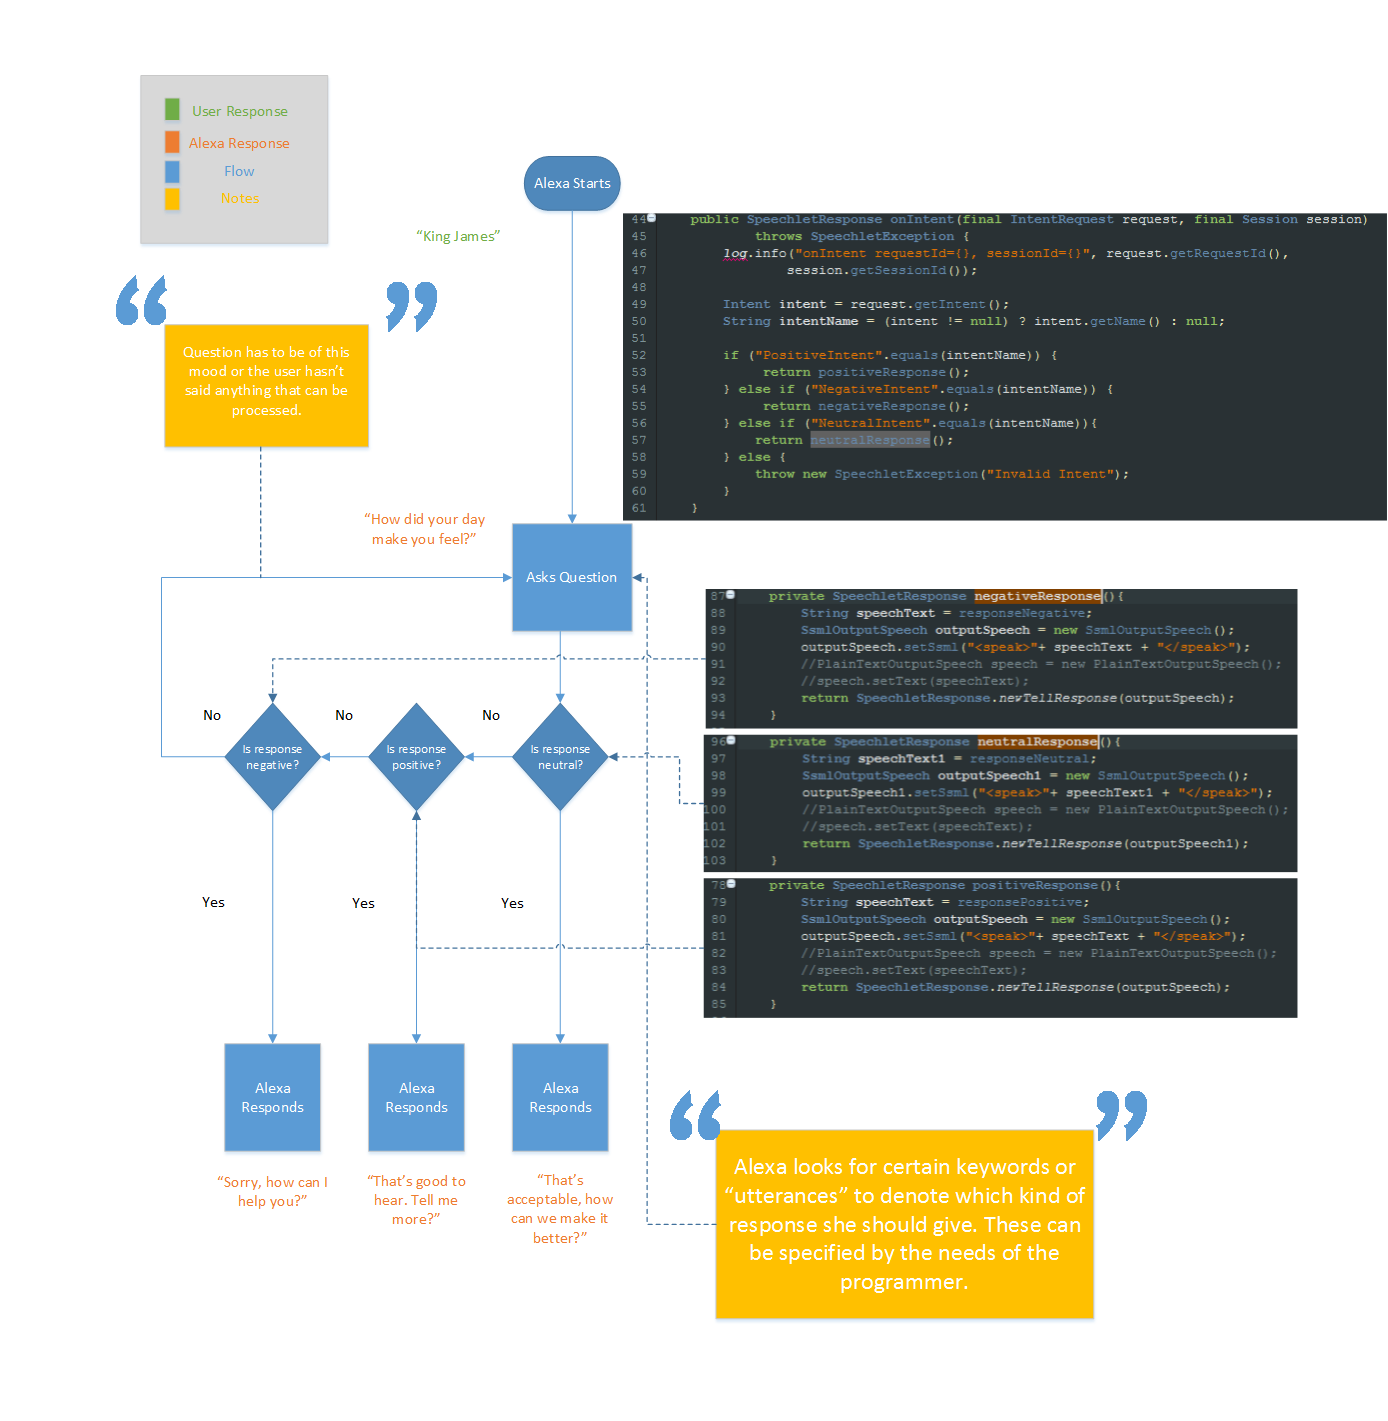 User Response
Alexa Response
Flow
Notes
Alexa Starts
“King James”
“
”
Question has to be of this
mood or the user hasn’t
said anything that can be
processed.
44 public SpeechletResponse onIntent(final IntentRequest request, final Session session)
45 throws SpeechletException {
46 log.info("onIntent requestId={}, sessionId={}", request.getRequestId(),
47 session.getSessionId());
48
49 Intent intent = request.getIntent();
50 String intentName = (intent != null) ? intent.getName() : null;
51
52 if ("PositiveIntent".equals(intentName)) {
53 return positiveResponse();
54 } else if ("NegativeIntent".equals(intentName)) {
55 return negativeResponse();
56 } else if ("NeutralIntent".equals(intentName)){
57 return neutralResponse();
58 } else {
59 throw new SpeechletException("Invalid Intent");
60 }
61 }
“How did your day
make you feel?”
Asks Question
87 private SpeechletResponse negativeResponse(){
88 String speechText = responseNegative;
89 SsmlOutputSpeech outputSpeech = new SsmlOutputSpeech();
90 outputSpeech.setSsml("<speak>"+ speechText + "</speak>");
91 //PlainTextOutputSpeech speech = new PlainTextOutputSpeech();
92 //speech.setText(speechText);
93 return SpeechletResponse.newTellResponse(outputSpeech);
94 }
No
No
No
Is response
negative?
Is response
positive?
Is response
neutral?
96 private SpeechletResponse neutralResponse(){
97 String speechText1 = responseNeutral;
98 SsmlOutputSpeech outputSpeech1 = new SsmlOutputSpeech();
99 outputSpeech1.setSsml("<speak>"+ speechText1 + "</speak>");
100 //PlainTextOutputSpeech speech = new PlainTextOutputSpeech();
101 //speech.setText(speechText);
102 return SpeechletResponse.newTellResponse(outputSpeech1);
103 }
78 private SpeechletResponse positiveResponse(){
79 String speechText = responsePositive;
80 SsmlOutputSpeech outputSpeech = new SsmlOutputSpeech();
81 outputSpeech.setSsml("<speak>"+ speechText + "</speak>");
82 //PlainTextOutputSpeech speech = new PlainTextOutputSpeech();
83 //speech.setText(speechText);
84 return SpeechletResponse.newTellResponse(outputSpeech);
85 }
Yes
Yes
Yes
Alexa
Responds
Alexa
Responds
Alexa
Responds
“Sorry, how can I
help you?”
“That’s good to
hear. Tell me
more?”
“That’s
acceptable, how
can we make it
better?”
“
”
Alexa looks for certain keywords or
“utterances” to denote which kind of
response she should give. These can
be specified by the needs of the
programmer.